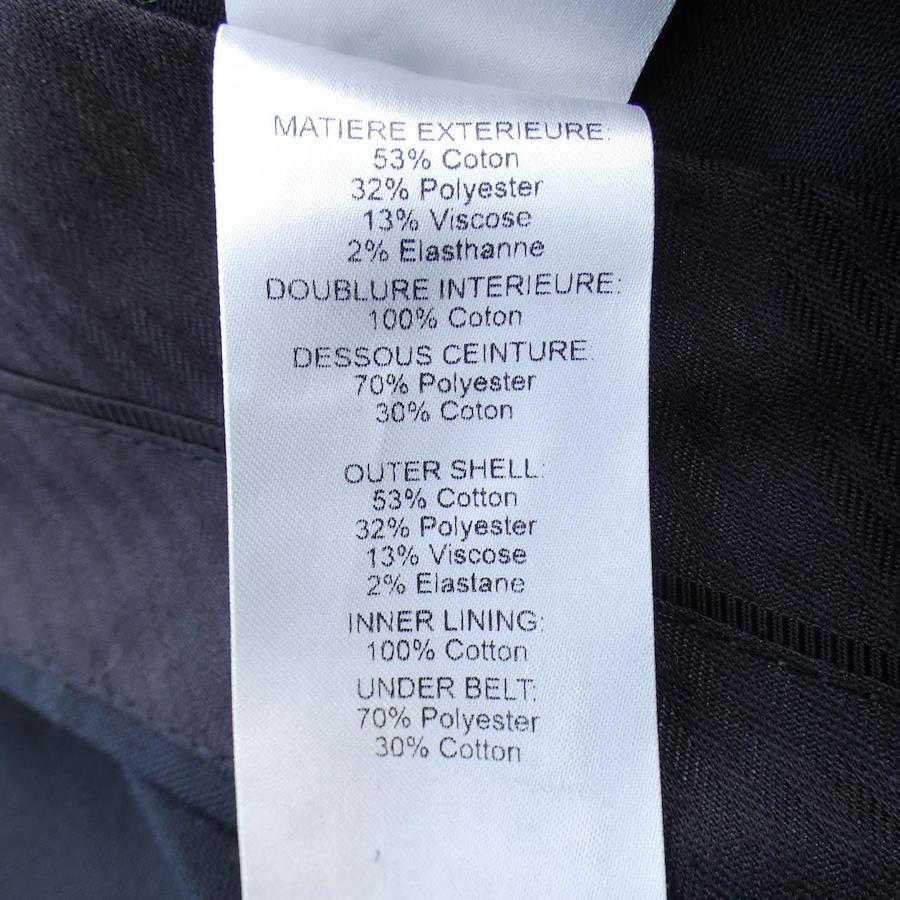 MATIERE EXTERIEURE:
53% Coton
32% Polyester
13% Viscose
2% Elasthanne
DOUBLURE INTERIEURE:
100% Coton
DESSOUS CEINTURE:
70% Polyester
30% Coton
OUTER SHELL:
53% Cotton
32% Polyester
13% Viscose
2% Elastane
INNER LINING:
100% Cotton
UNDER BELT:
70% Polyester
30% Cotton